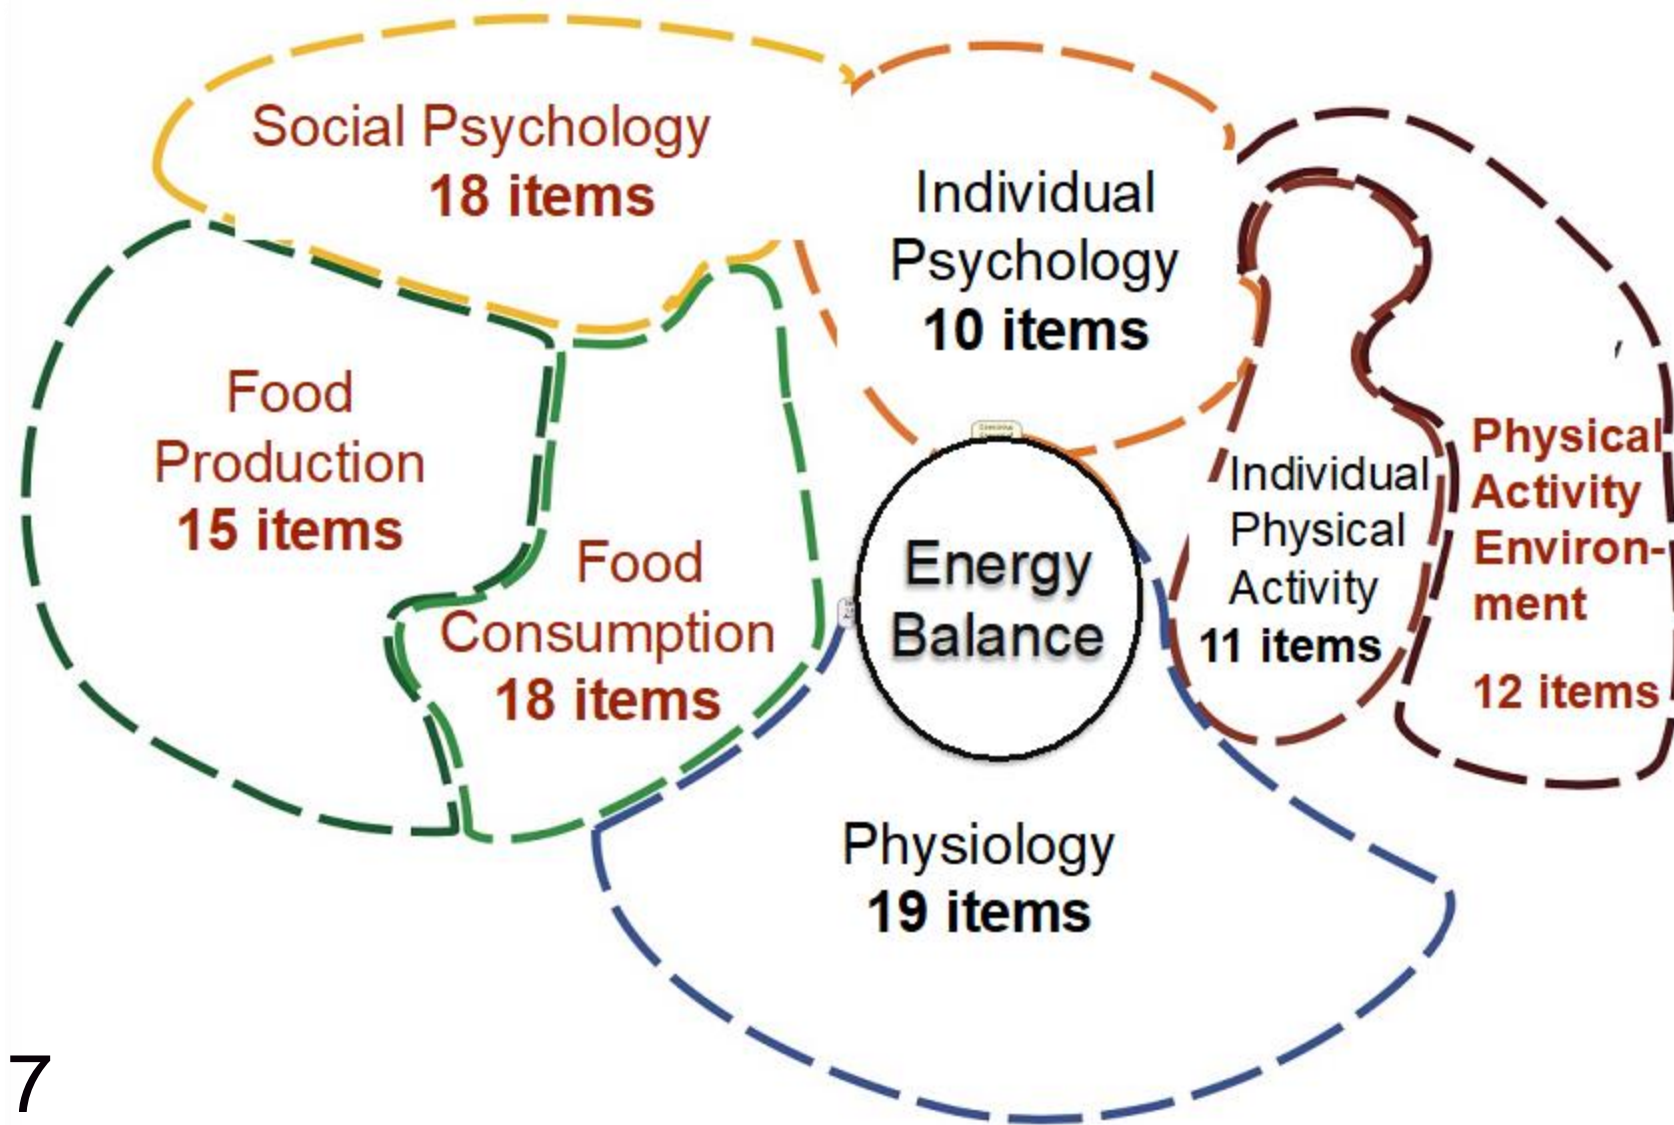 Social Psychology
18 items
Individual
Psychology
10 items
Food
Production
15 items
Food
Consumption
18 items
Energy
Balance
Individual
Physical
Activity
11 items
Physical
Activity
Environ-
ment
12 items
Physiology
19 items
7